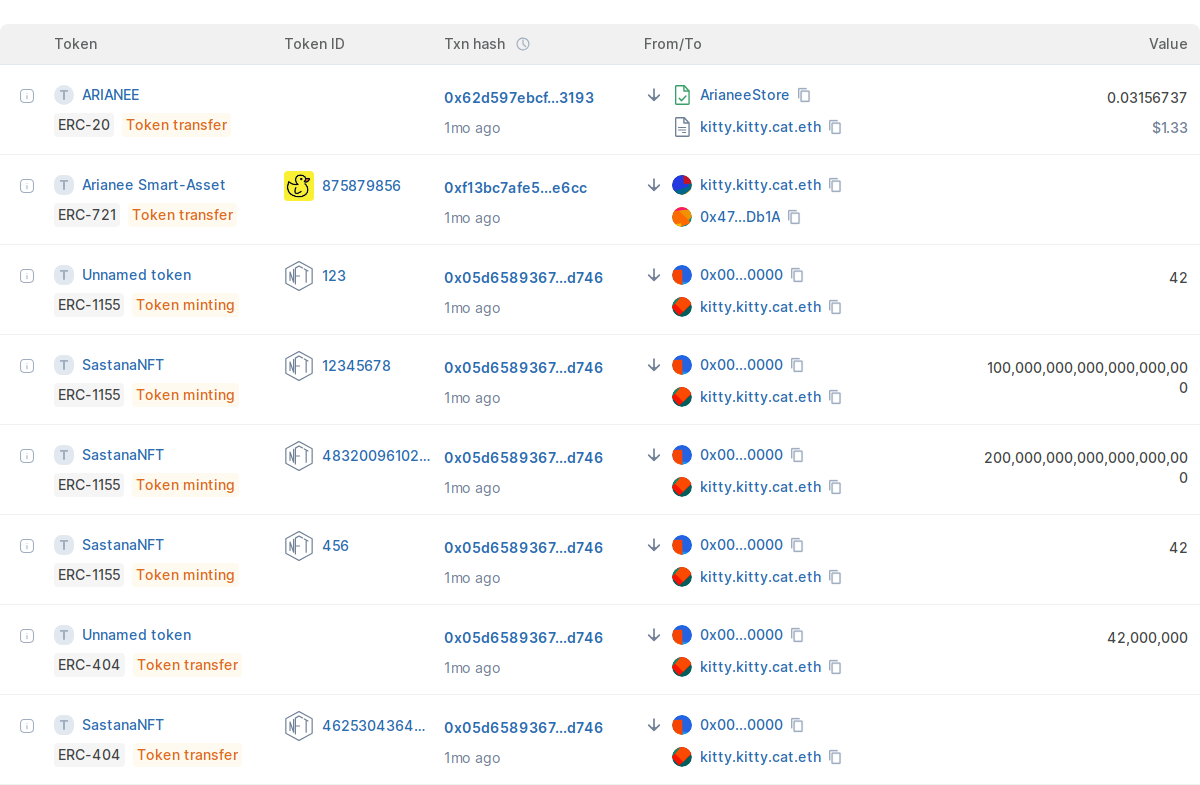 Token Token ID Txn hash From/To Value
T ARIANEE 0x62d597ebcf...3193 ArianeeStore 0.03156737
ERC-20 Token transfer 1mo ago kitty.kitty.cat.eth $1.33
T Arianee Smart-Asset 875879856 0xf13bc7afe5...e6cc kitty.kitty.cat.eth
ERC-721 Token transfer 1mo ago 0x47...Db1A
T Unnamed token NFT 123 0x05d6589367...d746 0x00...0000 42
ERC-1155 Token minting 1mo ago kitty.kitty.cat.eth
T SastanaNFT NFT 12345678 0x05d6589367...d746 0x00...0000 100,000,000,000,000,000,00
0
ERC-1155 Token minting 1mo ago kitty.kitty.cat.eth
T SastanaNFT NFT 48320096102... 0x05d6589367...d746 0x00...0000 200,000,000,000,000,000,00
0
ERC-1155 Token minting 1mo ago kitty.kitty.cat.eth
T SastanaNFT NFT 456 0x05d6589367...d746 0x00...0000 42
ERC-1155 Token minting 1mo ago kitty.kitty.cat.eth
T Unnamed token 0x05d6589367...d746 0x00...0000 42,000,000
ERC-404 Token transfer 1mo ago kitty.kitty.cat.eth
T SastanaNFT NFT 4625304364... 0x05d6589367...d746 0x00...0000
ERC-404 Token transfer 1mo ago kitty.kitty.cat.eth